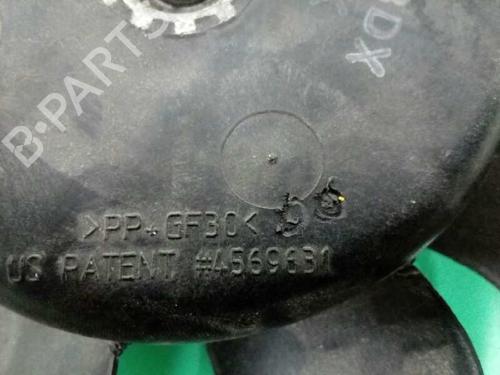 B-PARTS
DX
>PP+GF30<
US PATENT #4569631